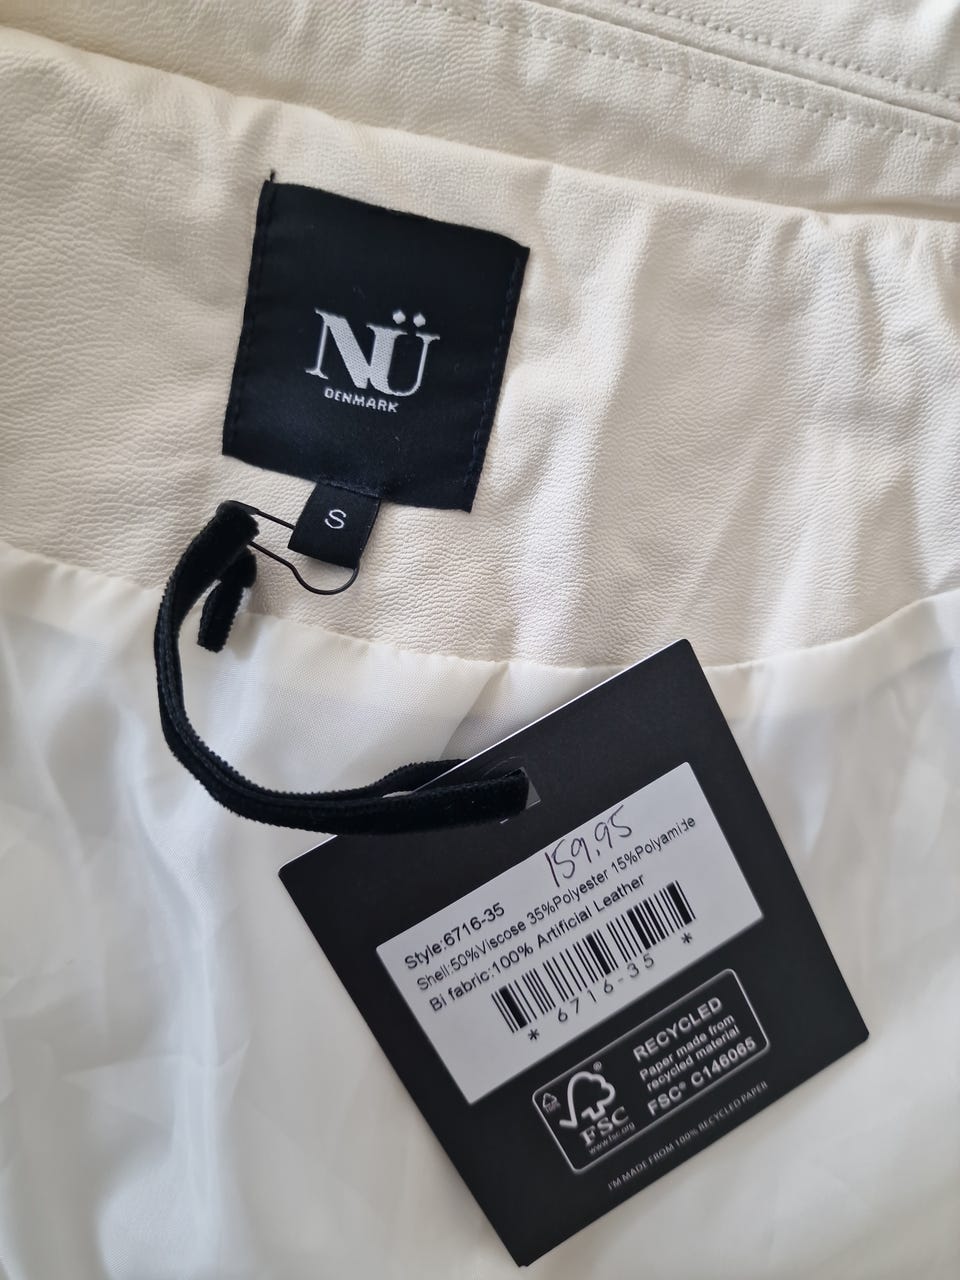 NÜ
DENMARK
S
159.95
Style:6716-35
Shell:50%Viscose 35%Polyester 15%Polyamide
Bi fabric:100% Artificial Leather
* 6716-35 *
RECYCLED
Paper made from
recycled material
FSC® C146065
100%
®
FSC
www.fsc.org
I'M MADE FROM 100% RECYCLED PAPER